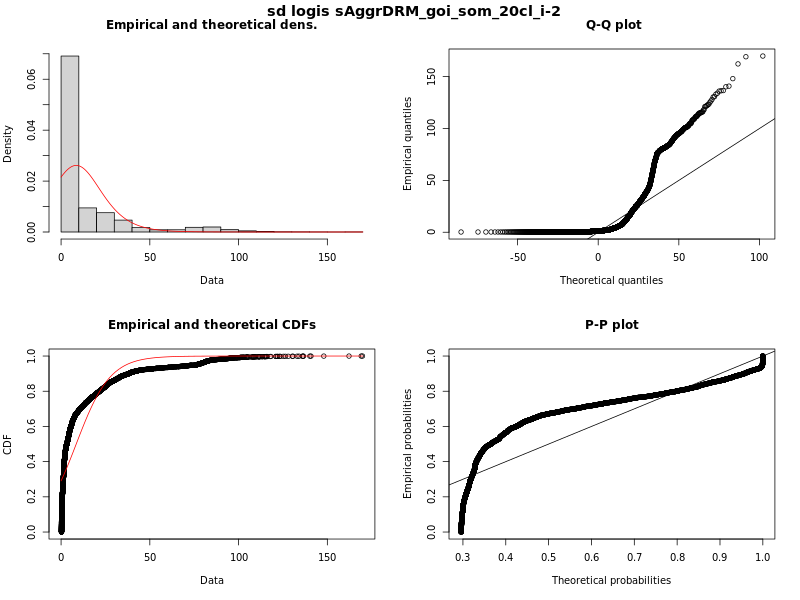 sd logis sAggrDRM_goi_som_20cl_i-2
Empirical and theoretical dens.
Density
0.00 0.02 0.04 0.06
0 50 100 150
Data
Q-Q plot
Empirical quantiles
0 50 100 150
-50 0 50 100
Theoretical quantiles
Empirical and theoretical CDFs
CDF
0.0 0.2 0.4 0.6 0.8 1.0
0 50 100 150
Data
P-P plot
Empirical probabilities
0.0 0.2 0.4 0.6 0.8 1.0
0.3 0.4 0.5 0.6 0.7 0.8 0.9 1.0
Theoretical probabilities